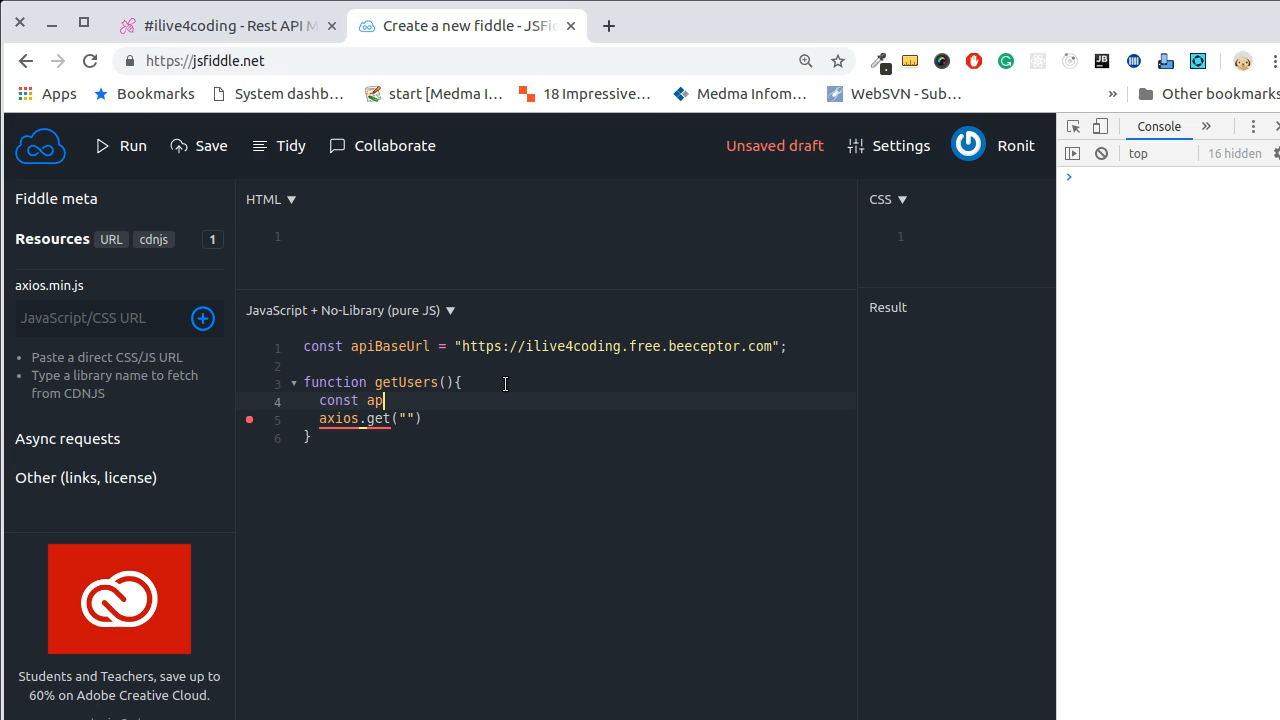 #ilive4coding - Rest API M
Create a new fiddle - JSFi
https://jsfiddle.net
Apps
Bookmarks
System dashb...
start [Medma I...
18 Impressive...
Medma Infom...
WebSVN - Sub...
»
Other bookmarks
Run
Save
Tidy
Collaborate
Unsaved draft
Settings
Ronit
Console
»
top
16 hidden
Fiddle meta
Resources URL cdnjs 1
axios.min.js
JavaScript/CSS URL
Paste a direct CSS/JS URL
Type a library name to fetch
from CDNJS
Async requests
Other (links, license)
Students and Teachers, save up to
60% on Adobe Creative Cloud.
HTML ▼
1
CSS ▼
1
JavaScript + No-Library (pure JS) ▼
1 const apiBaseUrl = "https://ilive4coding.free.beeceptor.com";
2
3 function getUsers(){
4 const ap
5 axios.get("")
6 }
Result